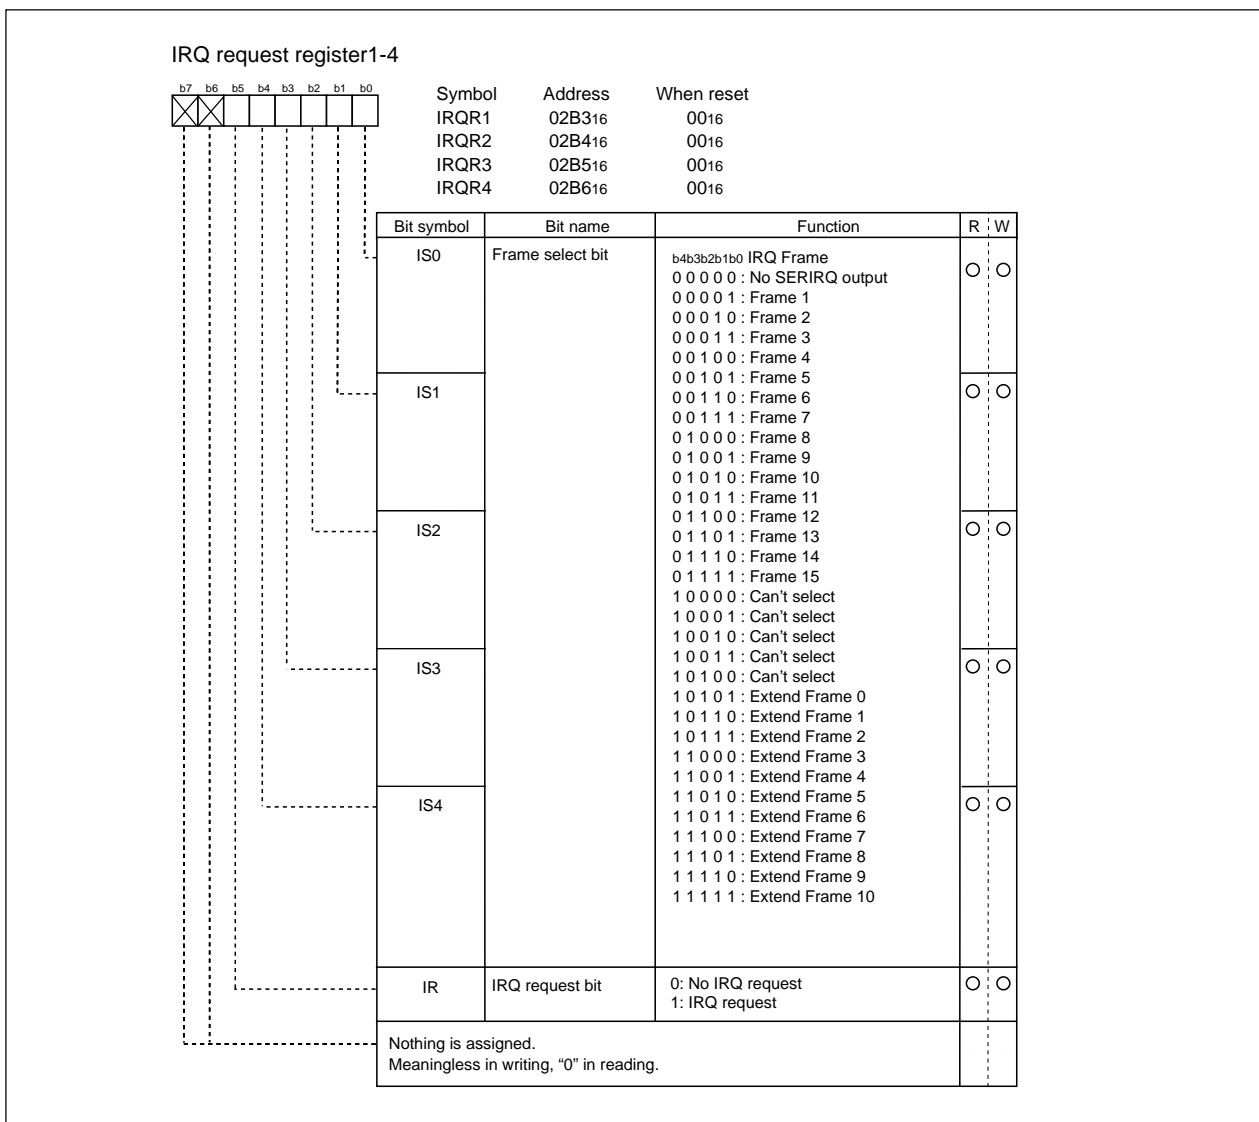 IRQ request register1-4
b7 b6 b5 b4 b3 b2 b1 b0
Symbol Address When reset
IRQR1 02B316 0016
IRQR2 02B416 0016
IRQR3 02B516 0016
IRQR4 02B616 0016
Bit symbol Bit name Function R W
IS0 Frame select bit b4b3b2b1b0 IRQ Frame
0 0 0 0 0 : No SERIRQ output
0 0 0 0 1 : Frame 1
0 0 0 1 0 : Frame 2
0 0 0 1 1 : Frame 3
0 0 1 0 0 : Frame 4
0 0 1 0 1 : Frame 5
IS1 0 0 1 1 0 : Frame 6
0 0 1 1 1 : Frame 7
0 1 0 0 0 : Frame 8
0 1 0 0 1 : Frame 9
0 1 0 1 0 : Frame 10
0 1 0 1 1 : Frame 11
0 1 1 0 0 : Frame 12
IS2 0 1 1 0 1 : Frame 13
0 1 1 1 0 : Frame 14
0 1 1 1 1 : Frame 15
1 0 0 0 0 : Can’t select
1 0 0 0 1 : Can’t select
1 0 0 1 0 : Can’t select
1 0 0 1 1 : Can’t select
IS3 1 0 1 0 0 : Can’t select
1 0 1 0 1 : Extend Frame 0
1 0 1 1 0 : Extend Frame 1
1 0 1 1 1 : Extend Frame 2
1 1 0 0 0 : Extend Frame 3
1 1 0 0 1 : Extend Frame 4
IS4 1 1 0 1 0 : Extend Frame 5
1 1 0 1 1 : Extend Frame 6
1 1 1 0 0 : Extend Frame 7
1 1 1 0 1 : Extend Frame 8
1 1 1 1 0 : Extend Frame 9
1 1 1 1 1 : Extend Frame 10
IR IRQ request bit 0: No IRQ request
1: IRQ request
Nothing is assigned.
Meaningless in writing, “0” in reading.